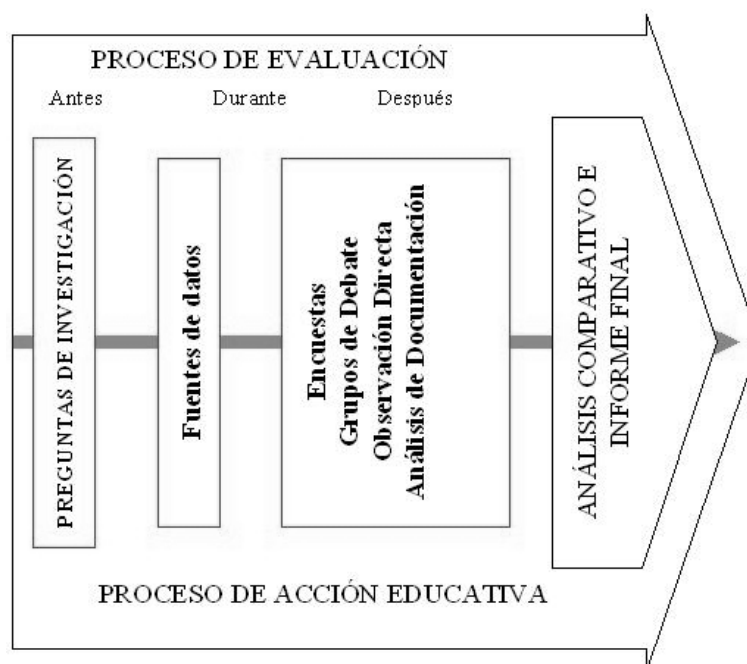 PROCESO DE EVALUACIÓN
Antes
Durante
Después
PREGUNTAS DE INVESTIGACIÓN
Fuentes de datos
Encuestas
Grupos de Debate
Observación Directa
Análisis de Documentación
ANÁLISIS COMPARATIVO E
INFORME FINAL
PROCESO DE ACCIÓN EDUCATIVA